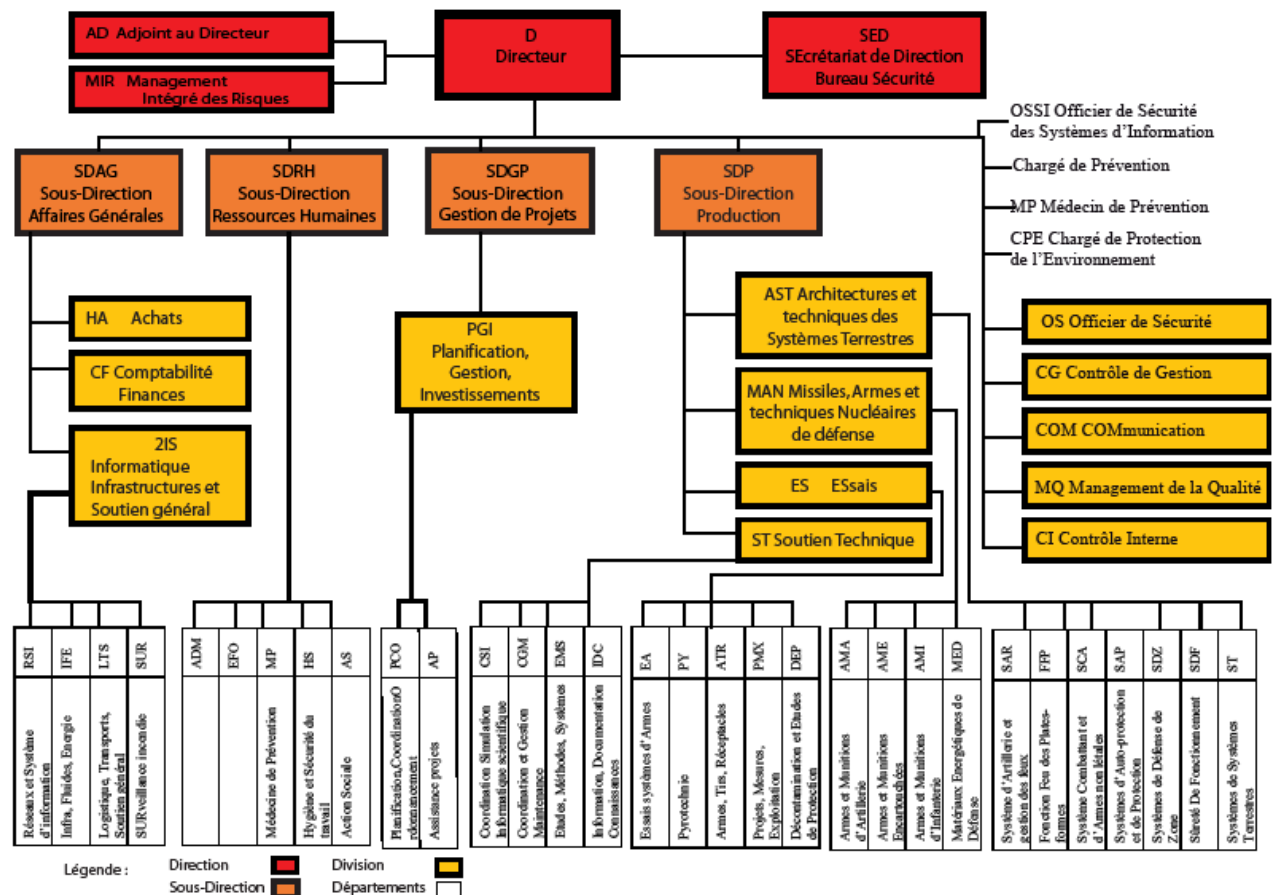 AD Adjoint au Directeur
MIR Management
Intégré des Risques
D
Directeur
SED
SEcrétariat de Direction
Bureau Sécurité
OSSI Officier de Sécurité
des Systèmes d'Information
Chargé de Prévention
MP Médecin de Prévention
CPE Chargé de Protection
de l'Environnement
SDAG
Sous-Direction
Affaires Générales
SDRH
Sous-Direction
Ressources Humaines
SDGP
Sous-Direction
Gestion de Projets
SDP
Sous-Direction
Production
HA Achats
CF Comptabilité
Finances
2IS
Informatique
Infrastructures et
Soutien général
PGI
Planification,
Gestion,
Investissements
AST Architectures et
techniques des
Systèmes Terrestres
MAN Missiles, Armes et
techniques Nucléaires
de défense
ES ESsais
ST Soutien Technique
OS Officier de Sécurité
CG Contrôle de Gestion
COM COMmunication
MQ Management de la Qualité
CI Contrôle Interne
RSI
Réseaux et Système
d'information
IFE
Infra, Fluides, Energie
LTS
Logistique, Transports,
Soutien général
SUR
SURveillance incendie
ADM
EFO
MP
Médecine de Prévention
HS
Hygiène et Sécurité du
travail
AS
Action Sociale
PCO
Planification,CoordinationO
rdonnancement
AP
Assistance projets
CSI
Coordination Simulation
Informatique scientifique
CGM
Coordination et Gestion
Maintenance
EMS
Etudes, Méthodes, Systèmes
IDC
Information, Documentation
Connaissances
EA
Essais systèmes d'Armes
PY
Pyrotechnie
ATR
Armes, Tirs, Réceptacles
PMX
Projets, Mesures,
Exploitation
DEP
Décontamination et Etudes
de Protection
AMA
Armes et Munitions
d'Artillerie
AME
Armes et Munitions
Encartouchées
AMI
Armes et Munitions
d'Infanterie
MED
Matériaux Energétiques de
Défense
SAR
Système d'Artillerie et
gestion des feux
FFP
Fonction Feu des Plates-
formes
SCA
Système Combattant et
d'Armes non létales
SAP
Systèmes d'Auto-protection
et de Protection
SDZ
Systèmes de Défense de
Zone
SDF
Sûreté De Fonctionnement
ST
Systèmes de Systèmes
Terrestres
Légende :
Direction
Division
Sous-Direction
Départements